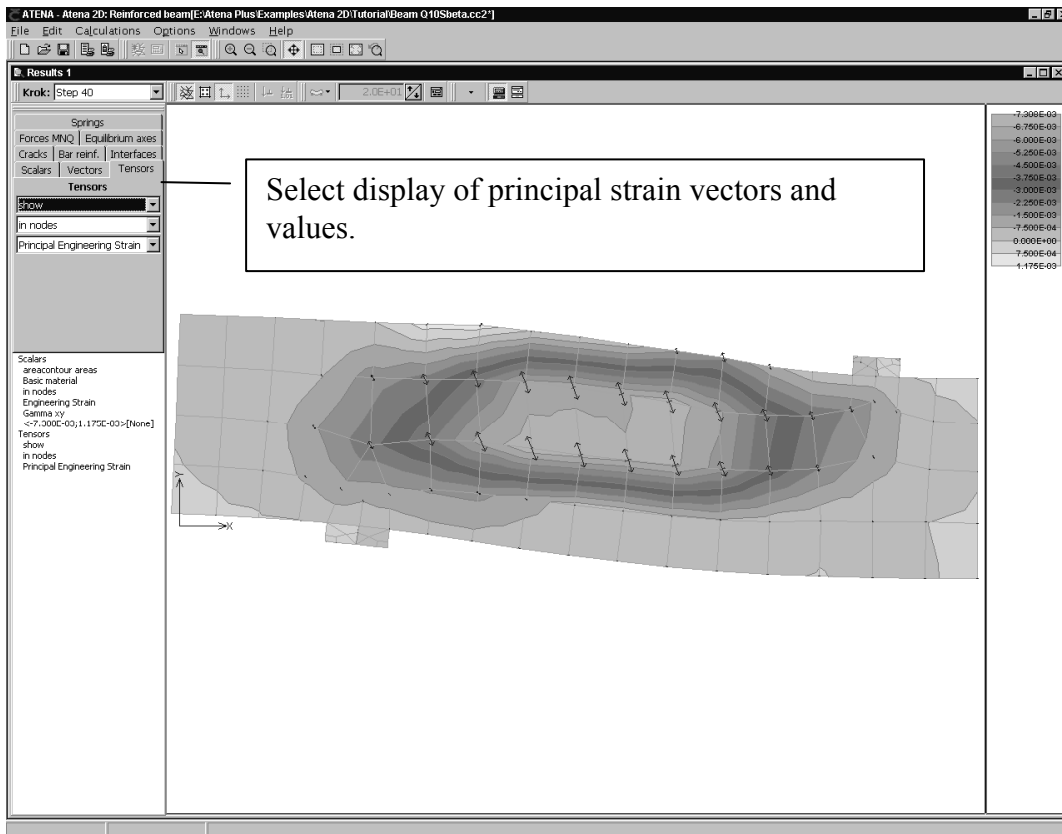 ATENA - Atena 2D: Reinforced beam[E:\Atena Plus\Examples\Atena 2D\Tutorial\Beam Q10Sbeta.cc2*]
File Edit Calculations Options Windows Help
Results 1
Krok: Step 40
2.0E+01
Springs
Forces MNQ Equilibrium axes
Cracks Bar reinf. Interfaces
Scalars Vectors Tensors
Tensors
show
in nodes
Principal Engineering Strain
Select display of principal strain vectors and
values.
-7.308E-03
-6.750E-03
-6.000E-03
-5.250E-03
-4.500E-03
-3.750E-03
-3.000E-03
-2.250E-03
-1.500E-03
-7.500E-04
0.000E+00
7.500E-04
1.175E-03
Scalars
areacontour areas
Basic material
in nodes
Engineering Strain
Gamma xy
<-7.308E-03;1.175E-03>[None]
Tensors
show
in nodes
Principal Engineering Strain
Y
X